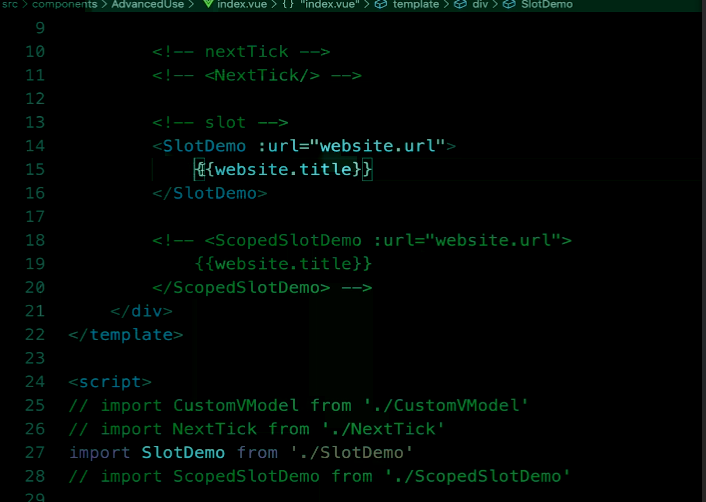 src > components > AdvancedUse > index.vue > {} "index.vue" > template > div > SlotDemo
9
10 <!-- nextTick -->
11 <!-- <NextTick/> -->
12
13 <!-- slot -->
14 <SlotDemo :url="website.url">
15 {{website.title}}
16 </SlotDemo>
17
18 <!-- <ScopedSlotDemo :url="website.url">
19 {{website.title}}
20 </ScopedSlotDemo> -->
21 </div>
22 </template>
23
24 <script>
25 // import CustomVModel from './CustomVModel'
26 // import NextTick from './NextTick'
27 import SlotDemo from './SlotDemo'
28 // import ScopedSlotDemo from './ScopedSlotDemo'
29